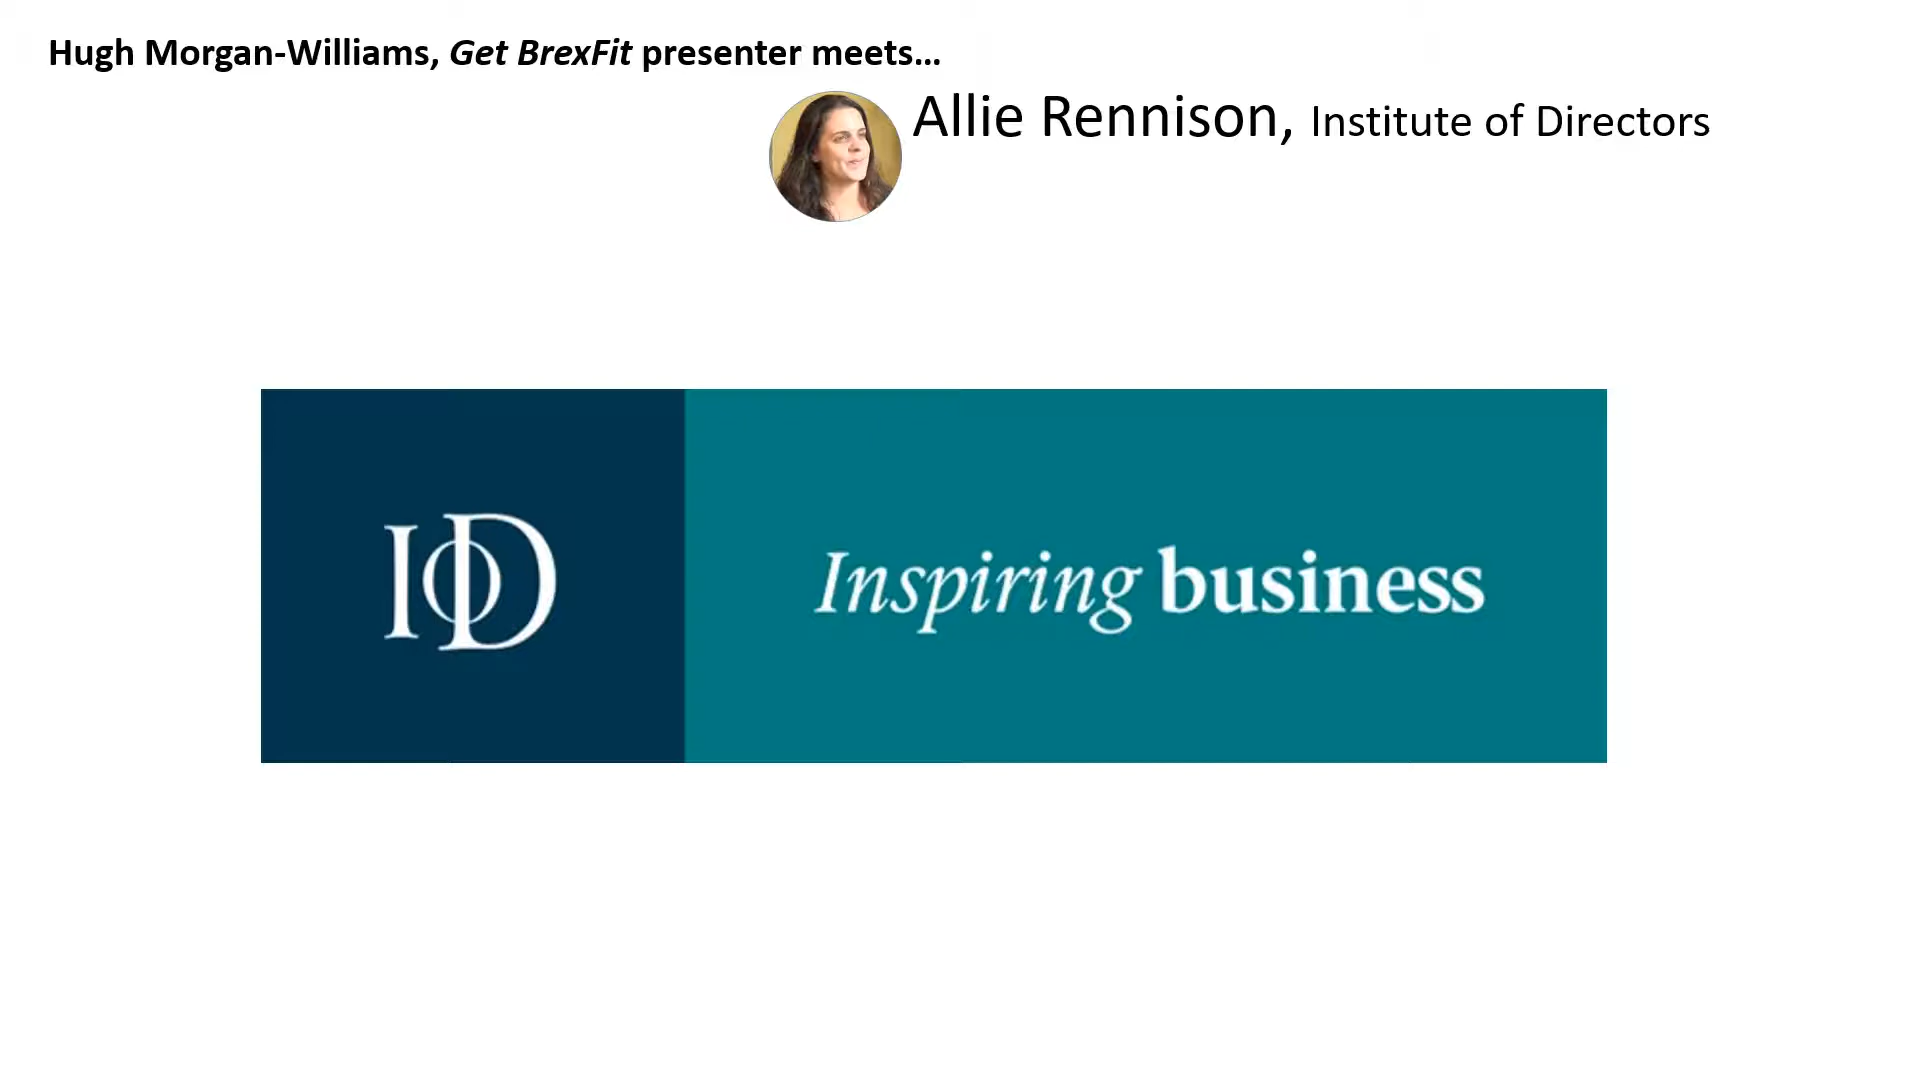 Hugh Morgan-Williams, Get BrexFit presenter meets…
Allie Rennison, Institute of Directors
IoD
Inspiring business